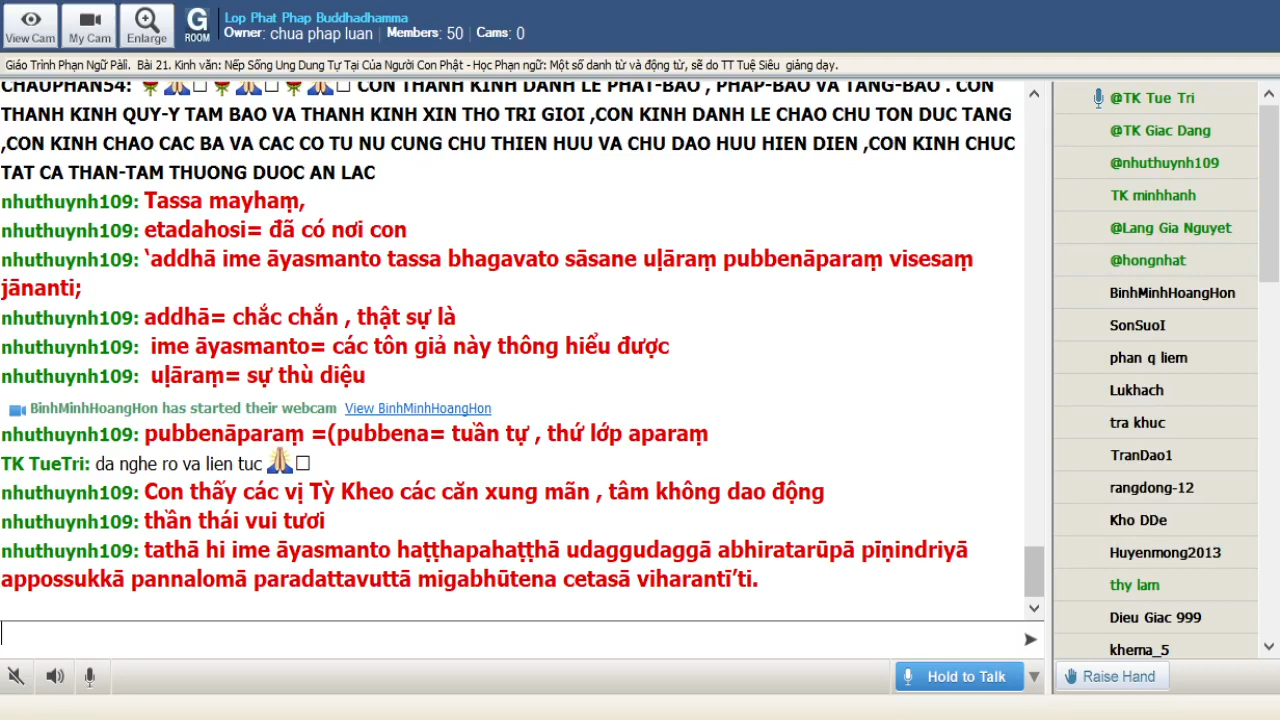 View Cam
My Cam
Enlarge
G
ROOM
Lop Phat Phap Buddhadhamma
Owner: chua phap luan | Members: 50 | Cams: 0
Giáo Trình Phạn Ngữ Pàli. Bài 21. Kinh văn: Nếp Sống Ung Dung Tự Tại Của Người Con Phật - Học Phạn ngữ: Một số danh từ và động từ, sẽ do TT Tuệ Siêu giảng dạy.
CHAUPHAN54: 🌹🙏□ 🌹🙏□ 🌹🙏□ CON THANH KINH DANH LE PHAT-BAO , PHAP-BAO VA TANG-BAO . CON
THANH KINH QUY-Y TAM BAO VA THANH KINH XIN THO TRI GIOI ,CON KINH DANH LE CHAO CHU TON DUC TANG
,CON KINH CHAO CAC BA VA CAC CO TU NU CUNG CHU THIEN HUU VA CHU DAO HUU HIEN DIEN ,CON KINH CHUC
TAT CA THAN-TAM THUONG DUOC AN LAC
nhuthuynh109: Tassa mayhaṃ,
nhuthuynh109: etadahosi= đã có nơi con
nhuthuynh109: ‘addhā ime āyasmanto tassa bhagavato sāsane uḷāraṃ pubbenāparaṃ visesaṃ
jānanti;
nhuthuynh109: addhā= chắc chắn , thật sự là
nhuthuynh109: ime āyasmanto= các tôn giả này thông hiểu được
nhuthuynh109: uḷāraṃ= sự thù diệu
BinhMinhHoangHon has started their webcam View BinhMinhHoangHon
nhuthuynh109: pubbenāparaṃ =(pubbena= tuần tự , thứ lớp aparaṃ
TK TueTri: da nghe ro va lien tuc 🙏□
nhuthuynh109: Con thấy các vị Tỳ Kheo các căn xung mãn , tâm không dao động
nhuthuynh109: thần thái vui tươi
nhuthuynh109: tathā hi ime āyasmanto haṭṭhapahaṭṭhā udaggudaggā abhiratarūpā pīṇindriyā
appossukkā pannalomā paradattavuttā migabhūtena cetasā viharantī’ti.
Hold to Talk
@TK Tue Tri
@TK Giac Dang
@nhuthuynh109
TK minhhanh
@Lang Gia Nguyet
@hongnhat
BinhMinhHoangHon
SonSuoI
phan q liem
Lukhach
tra khuc
TranDao1
rangdong-12
Kho DDe
Huyenmong2013
thy lam
Dieu Giac 999
khema_5
Raise Hand